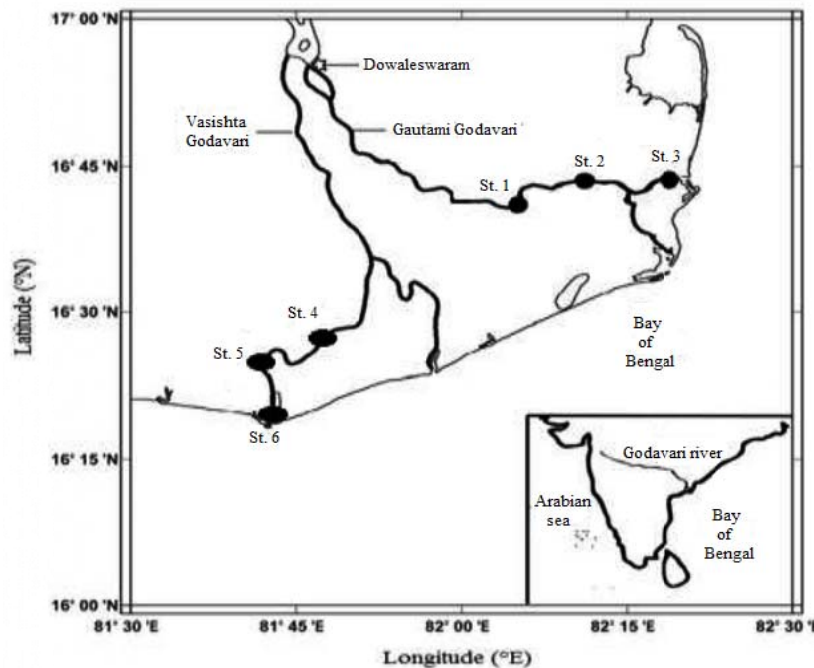 17° 00' N
Dowaleswaram
Vasishta
Godavari
Gautami Godavari
16° 45' N
St. 1
St. 2
St. 3
Latitude (°N)
16° 30' N
St. 4
St. 5
St. 6
Bay
of
Bengal
16° 15' N
Godavari river
Arabian
sea
Bay
of
Bengal
16° 00 'N
81° 30 'E
81° 45 'E
82° 00 'E
82° 15 'E
82° 30 'E
Longitude (°E)